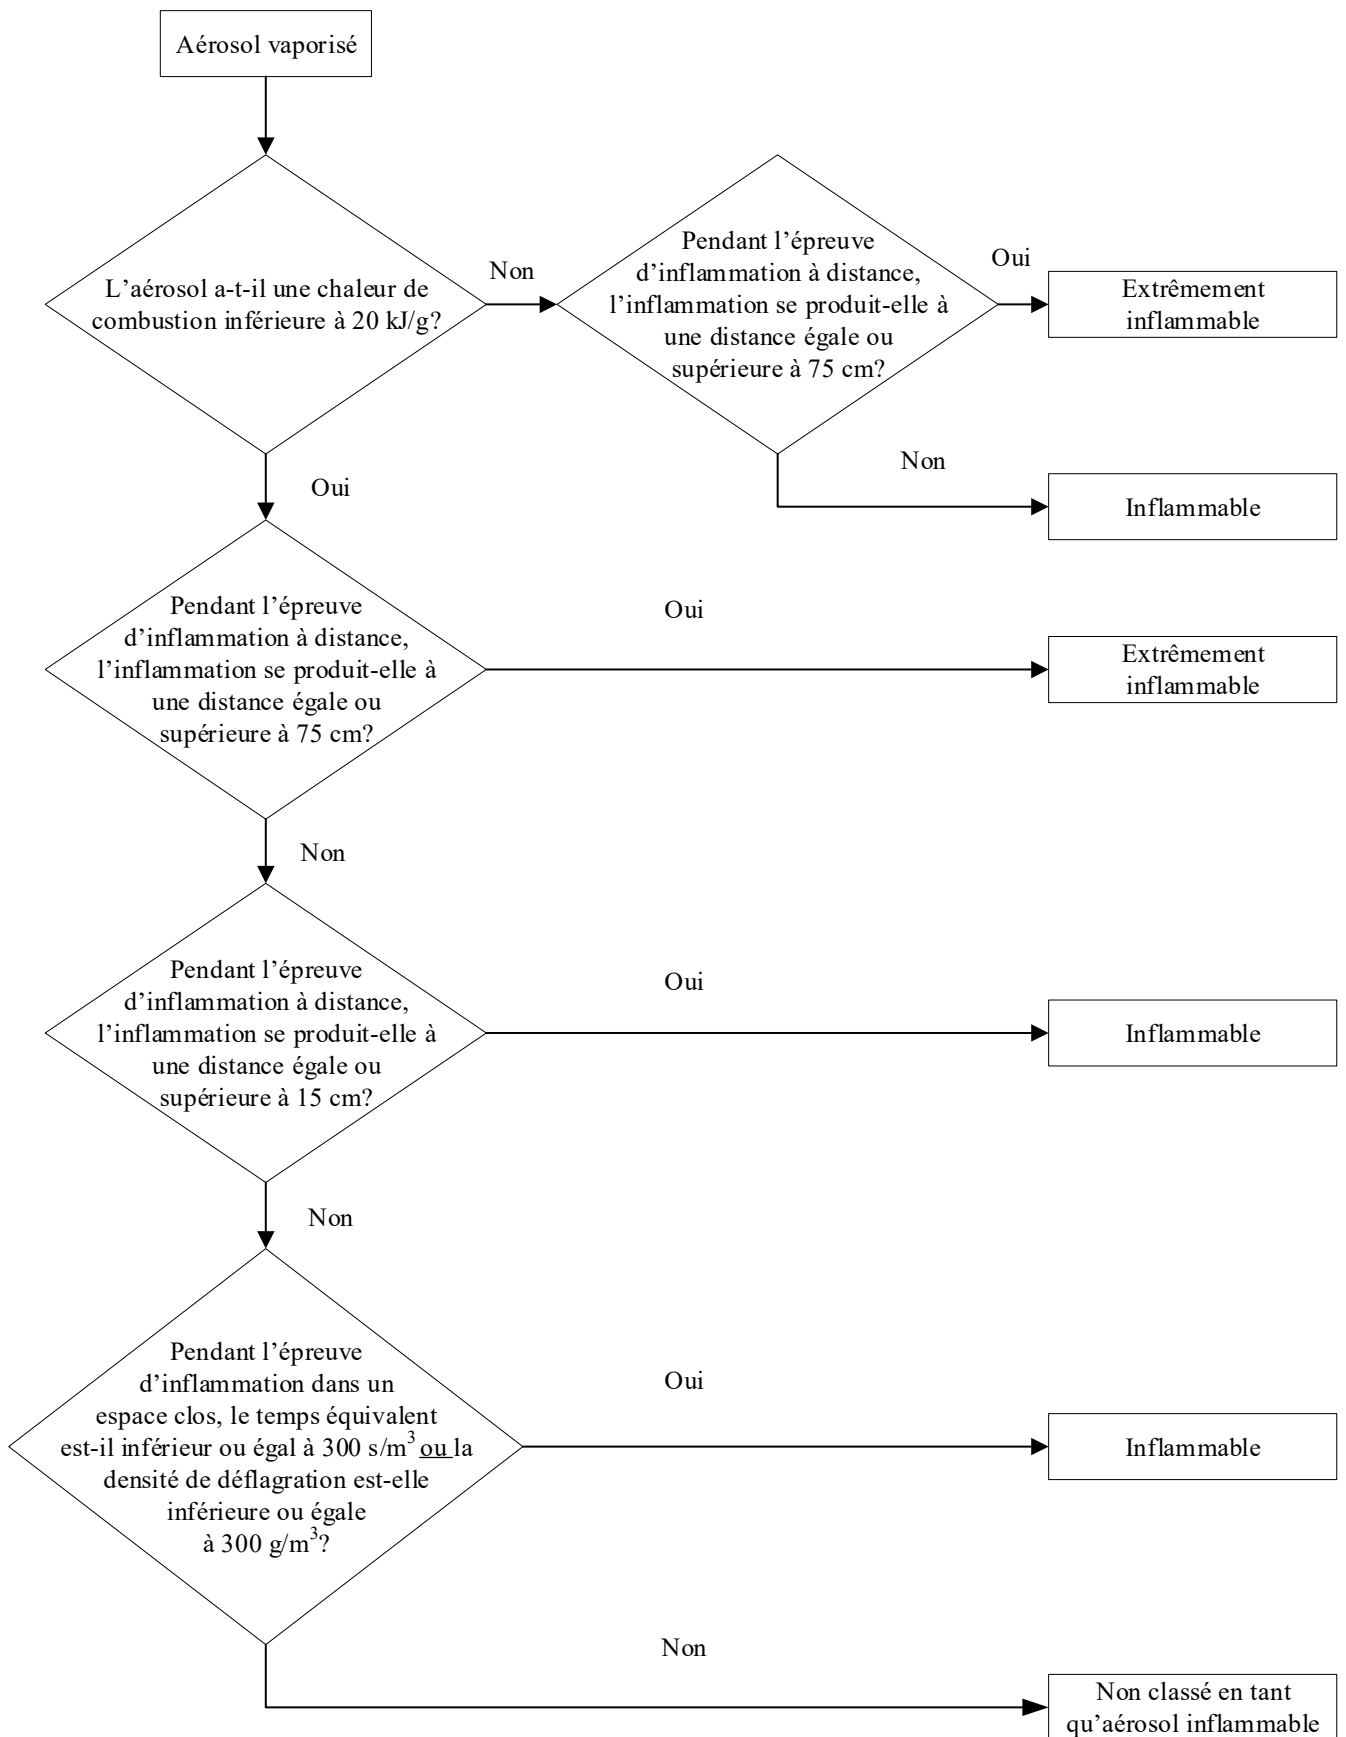 Aérosol vaporisé
L'aérosol a-t-il une chaleur de
combustion inférieure à 20 kJ/g?
Non
Pendant l'épreuve
d'inflammation à distance,
l'inflammation se produit-elle à
une distance égale ou
supérieure à 75 cm?
Oui
Extrêmement
inflammable
Non
Inflammable
Oui
Pendant l'épreuve
d'inflammation à distance,
l'inflammation se produit-elle à
une distance égale ou
supérieure à 75 cm?
Oui
Extrêmement
inflammable
Non
Pendant l'épreuve
d'inflammation à distance,
l'inflammation se produit-elle à
une distance égale ou
supérieure à 15 cm?
Oui
Inflammable
Non
Pendant l'épreuve
d'inflammation dans un
espace clos, le temps équivalent
est-il inférieur ou égal à 300 s/m³ ou la
densité de déflagration est-elle
inférieure ou égale
à 300 g/m³?
Oui
Inflammable
Non
Non classé en tant
qu'aérosol inflammable